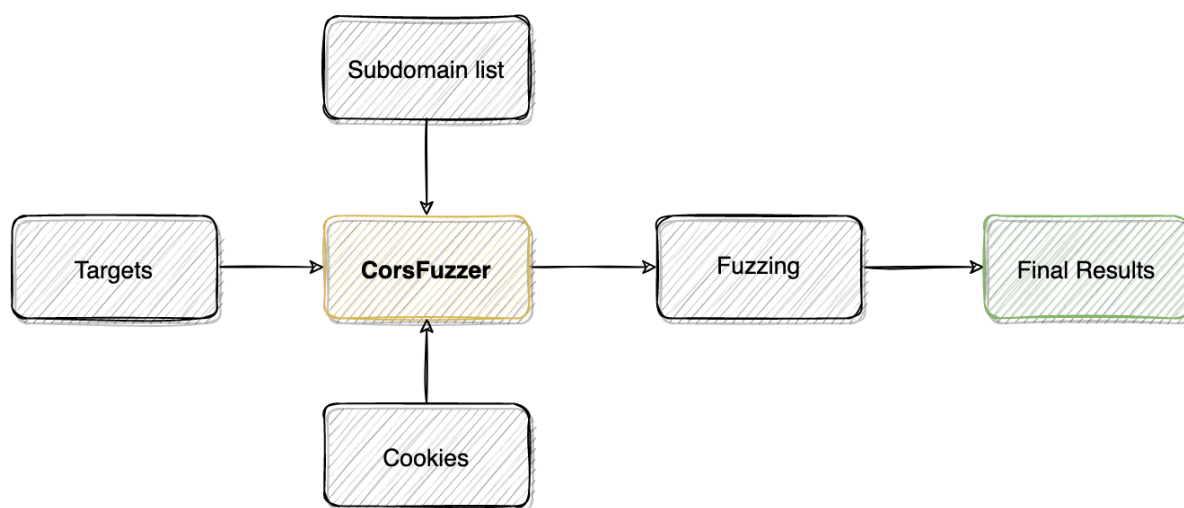 Subdomain list
Targets
CorsFuzzer
Fuzzing
Final Results
Cookies